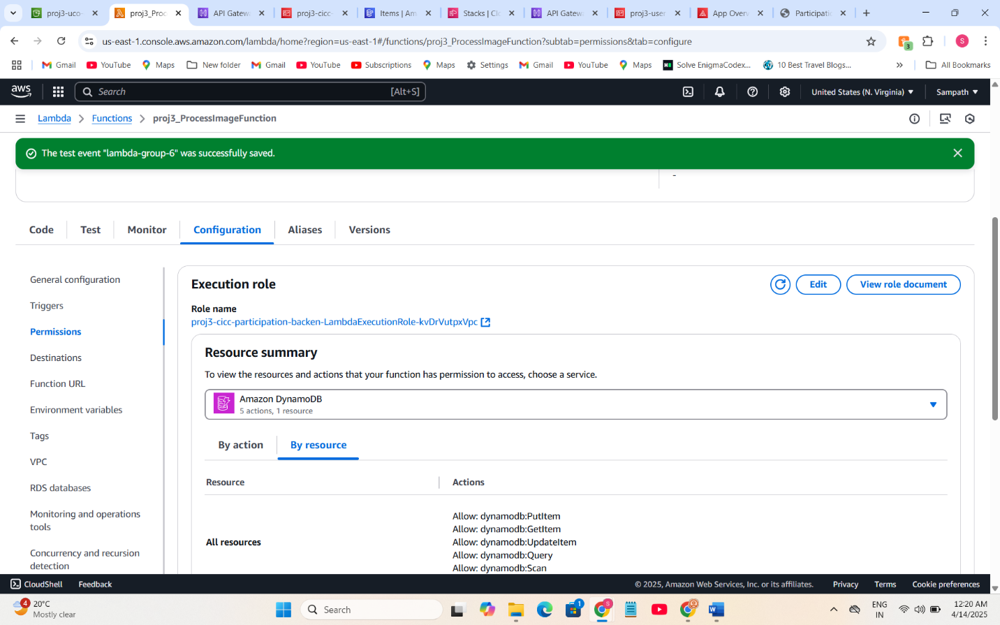 proj3-uco-
proj3_Proc
API Gatew
proj3-cicc-
Items | Am
Stacks | Clo
API Gatew
proj3-user
App Overv
Participatio
us-east-1.console.aws.amazon.com/lambda/home?region=us-east-1#/functions/proj3_ProcessImageFunction?subtab=permissions&tab=configure
3
S
Gmail
YouTube
Maps
New folder
Gmail
YouTube
Subscriptions
Maps
Settings
Gmail
YouTube
Maps
Solve EnigmaCodex...
10 Best Travel Blogs...
All Bookmarks
aws
Search
[Alt+S]
United States (N. Virginia)
Sampath
Lambda
Functions
proj3_ProcessImageFunction
The test event "lambda-group-6" was successfully saved.
-
Code
Test
Monitor
Configuration
Aliases
Versions
General configuration
Triggers
Permissions
Destinations
Function URL
Environment variables
Tags
VPC
RDS databases
Monitoring and operations
tools
Concurrency and recursion
detection
Execution role
Edit
View role document
Role name
proj3-cicc-participation-backen-LambdaExecutionRole-kvDrVutpxVpc
Resource summary
To view the resources and actions that your function has permission to access, choose a service.
Amazon DynamoDB
5 actions, 1 resource
By action
By resource
Resource
Actions
All resources
Allow: dynamodb:PutItem
Allow: dynamodb:GetItem
Allow: dynamodb:UpdateItem
Allow: dynamodb:Query
Allow: dynamodb:Scan
CloudShell
Feedback
© 2025, Amazon Web Services, Inc. or its affiliates.
Privacy
Terms
Cookie preferences
4
20°C
Mostly clear
Search
1
S
ENG
IN
12:20 AM
4/14/2025